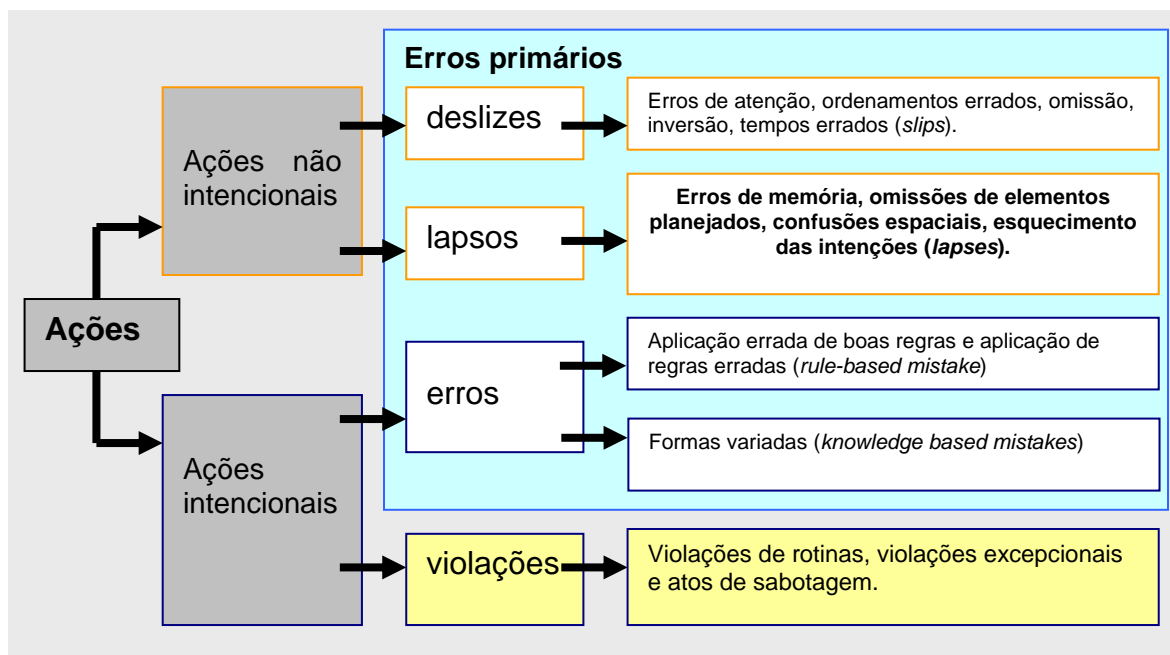 Erros primários
deslizes
Erros de atenção, ordenamentos errados, omissão,
inversão, tempos errados (slips).
Ações não
intencionais
lapsos
Erros de memória, omissões de elementos
planejados, confusões espaciais, esquecimento
das intenções (lapses).
Ações
erros
Aplicação errada de boas regras e aplicação de
regras erradas (rule-based mistake)
Formas variadas (knowledge based mistakes)
Ações
intencionais
violações
Violações de rotinas, violações excepcionais
e atos de sabotagem.